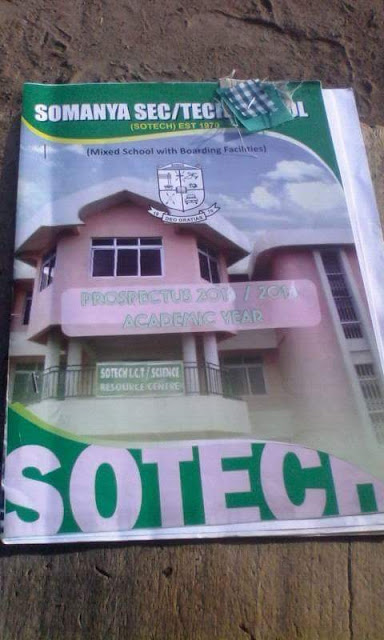 SOMANYA SEC/TECH
(SOTECH) EST 1970
(Mixed School with Boarding Facilities)
DEO GRATIAS
PROSPECTUS
ACADEMIC YEAR
SOTECH I.C.T / SCIENCE
RESOURCE CENTRE
SOTECH